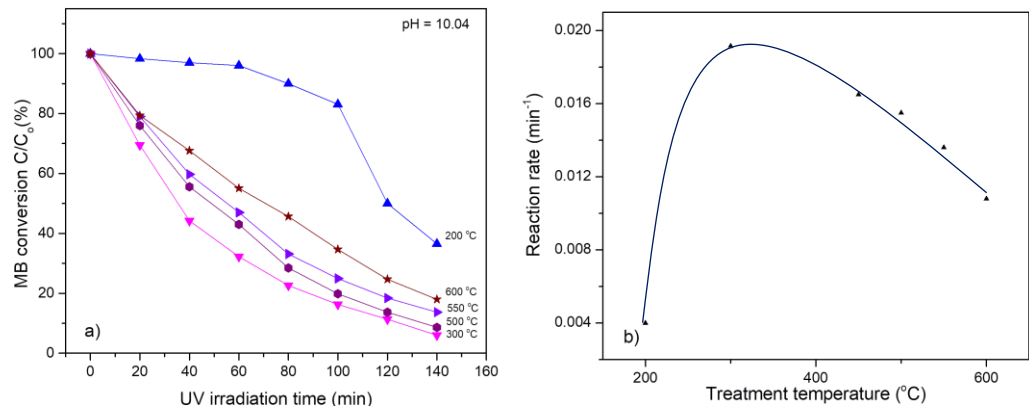 pH = 10.04
100
80
60
40
20
0
MB conversion C/Cₒ(%)
200 °C
600 °C
550 °C
500 °C
300 °C
a)
0 20 40 60 80 100 120 140 160
UV irradiation time (min)
0.020
0.016
0.012
0.008
0.004
Reaction rate (min⁻¹)
b)
200 400 600
Treatment temperature (°C)